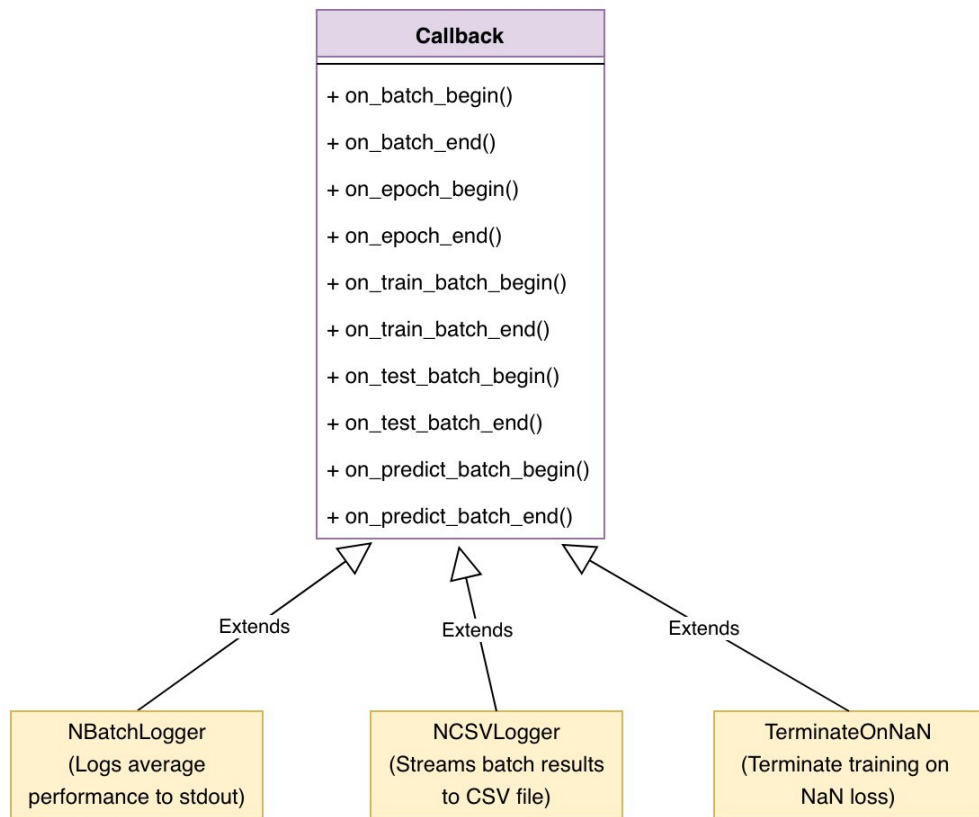 Callback
+ on_batch_begin()
+ on_batch_end()
+ on_epoch_begin()
+ on_epoch_end()
+ on_train_batch_begin()
+ on_train_batch_end()
+ on_test_batch_begin()
+ on_test_batch_end()
+ on_predict_batch_begin()
+ on_predict_batch_end()
Extends
Extends
Extends
NBatchLogger
(Logs average
performance to stdout)
NCSVLogger
(Streams batch results
to CSV file)
TerminateOnNaN
(Terminate training on
NaN loss)